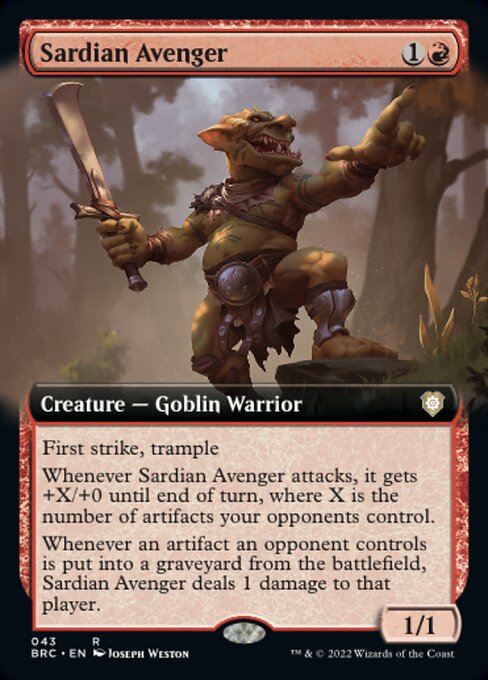 Sardian Avenger 1
Creature — Goblin Warrior
First strike, trample
Whenever Sardian Avenger attacks, it gets
+X/+0 until end of turn, where X is the
number of artifacts your opponents control.
Whenever an artifact an opponent controls
is put into a graveyard from the battlefield,
Sardian Avenger deals 1 damage to that
player.
1/1
043 R
BRC • EN Joseph Weston
™ & © 2022 Wizards of the Coast